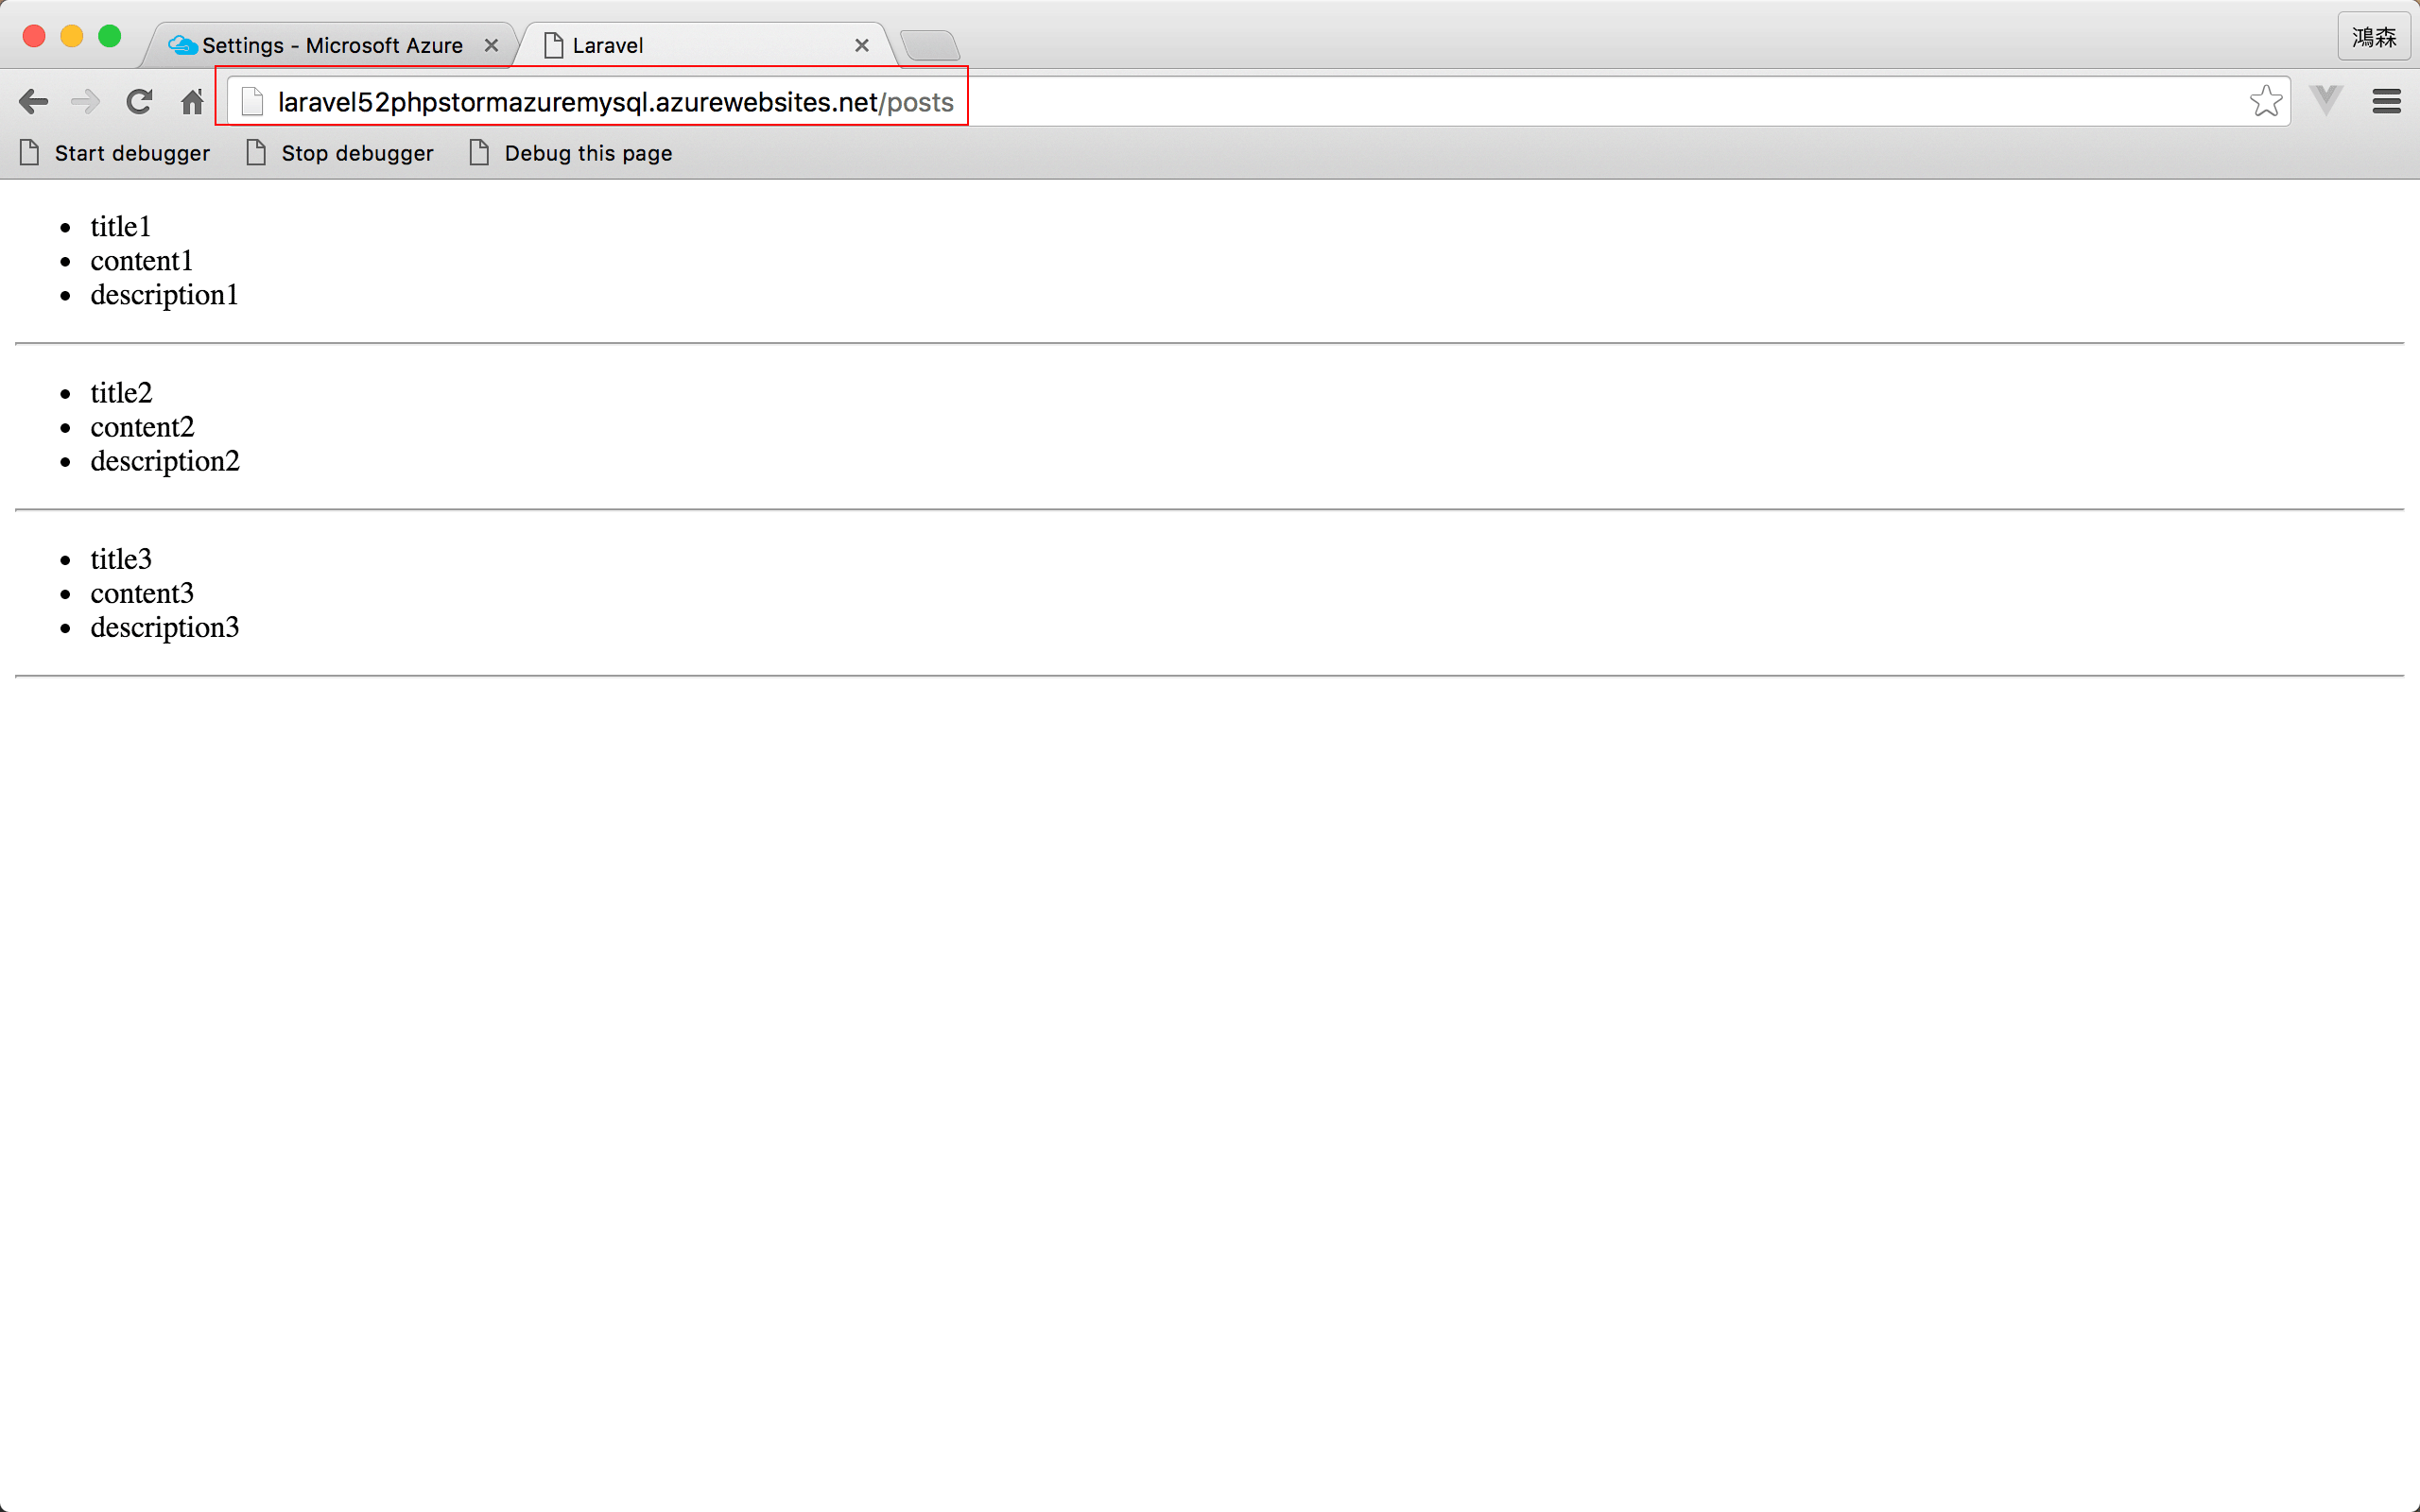 Settings - Microsoft Azure
Laravel
鴻森
laravel52phpstormazuremysql.azurewebsites.net/posts
Start debugger
Stop debugger
Debug this page
title1
content1
description1
title2
content2
description2
title3
content3
description3